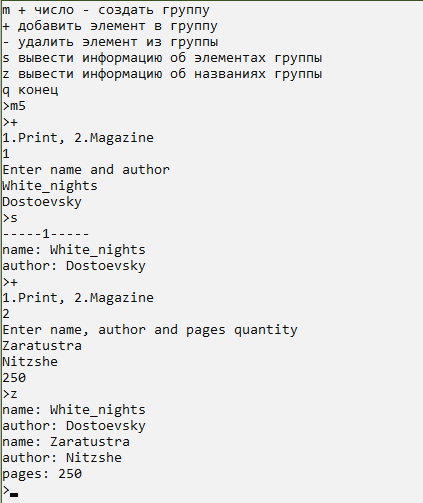 m + число - создать группу
+ добавить элемент в группу
- удалить элемент из группы
s вывести информацию об элементах группы
z вывести информацию об названиях группы
q конец
>m5
>+
1.Print, 2.Magazine
1
Enter name and author
White_nights
Dostoevsky
>s
-----1-----
name: White_nights
author: Dostoevsky
>+
1.Print, 2.Magazine
2
Enter name, author and pages quantity
Zaratustra
Nitzshe
250
>z
name: White_nights
author: Dostoevsky
name: Zaratustra
author: Nitzshe
pages: 250
>_